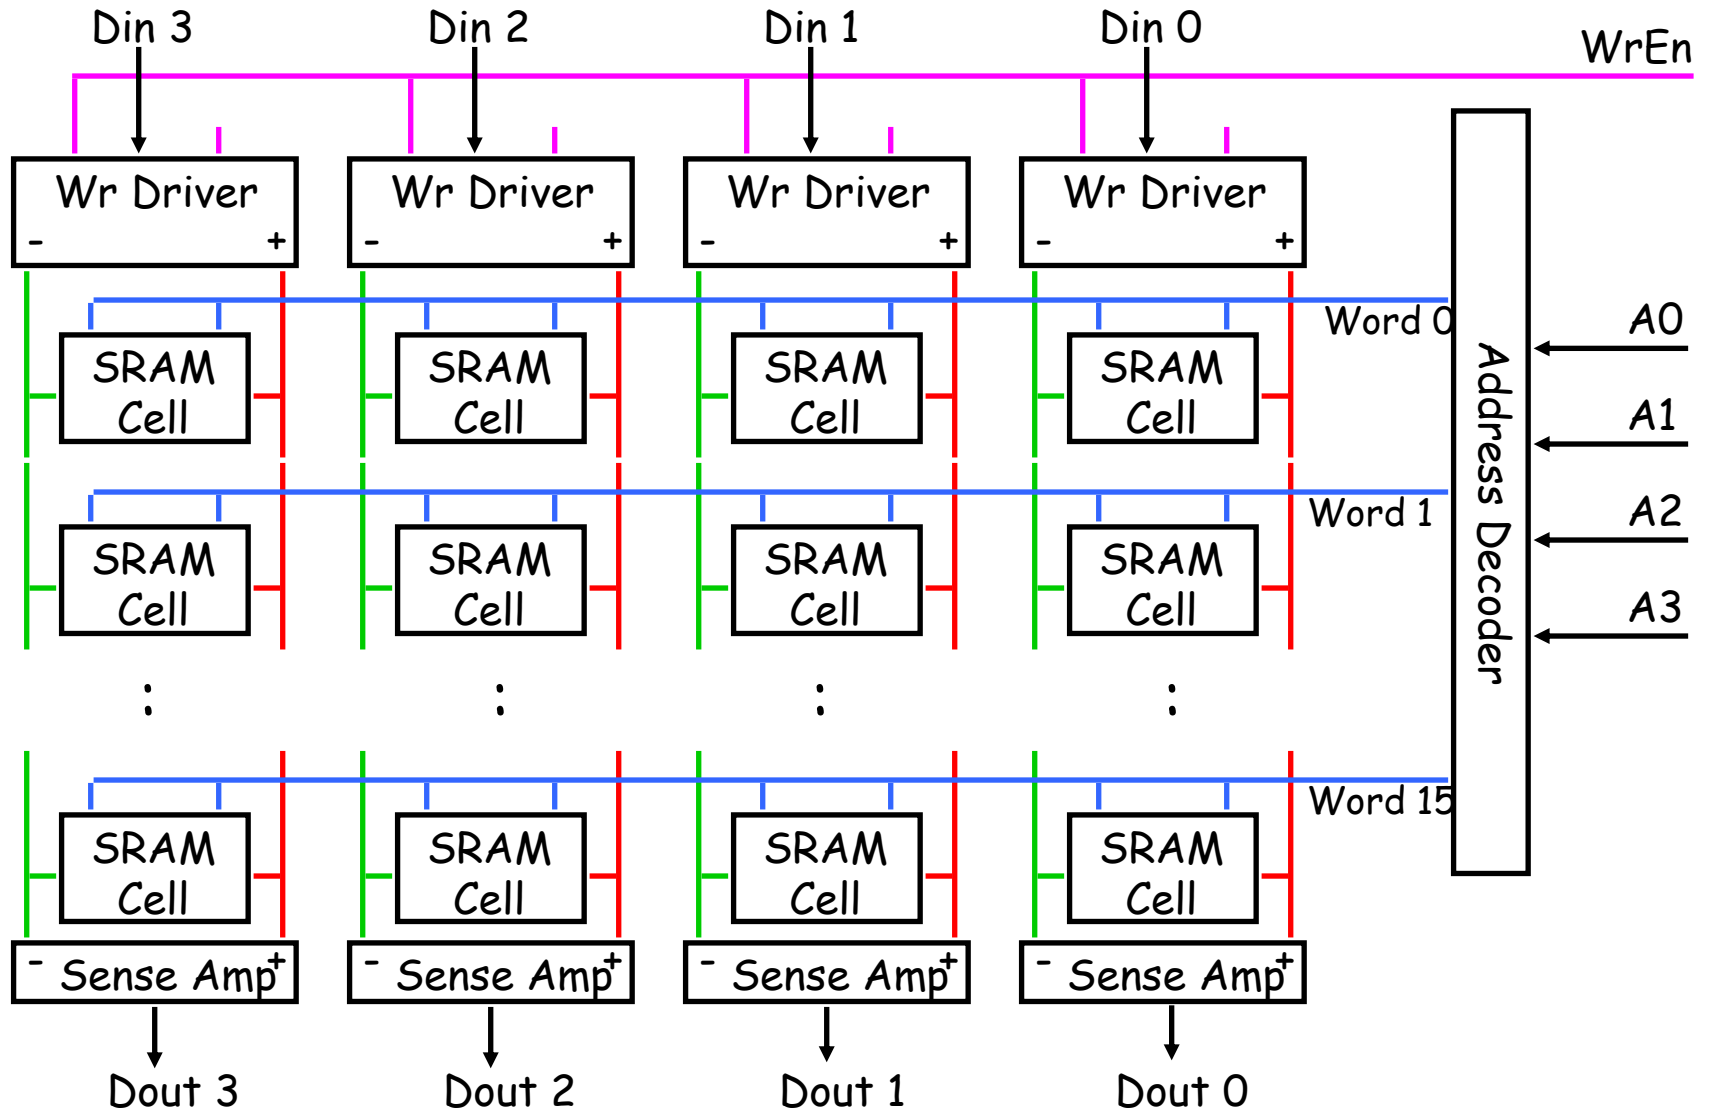 Din 3 Din 2 Din 1 Din 0
WrEn
Wr Driver Wr Driver Wr Driver Wr Driver
- + - + - + - +
Word 0
A0
SRAM SRAM SRAM SRAM
Cell Cell Cell Cell
A1
Address Decoder
Word 1
A2
SRAM SRAM SRAM SRAM
Cell Cell Cell Cell
A3
: : : :
Word 15
SRAM SRAM SRAM SRAM
Cell Cell Cell Cell
- Sense Amp + - Sense Amp + - Sense Amp + - Sense Amp +
Dout 3 Dout 2 Dout 1 Dout 0